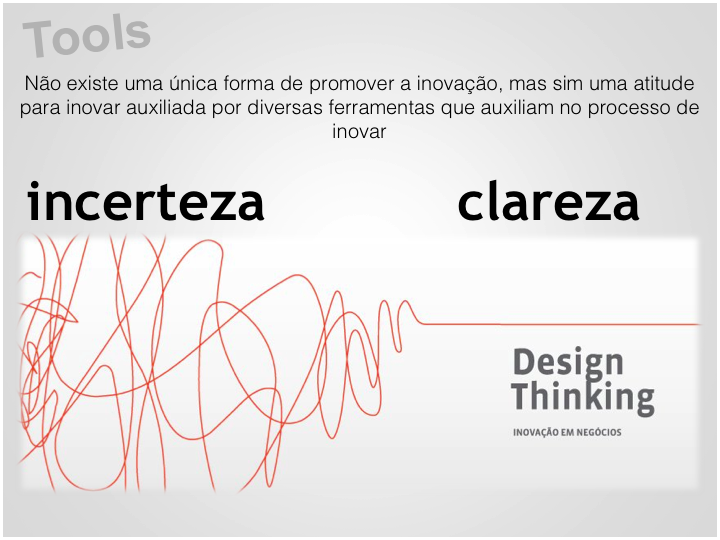 Tools
Não existe uma única forma de promover a inovação, mas sim uma atitude
para inovar auxiliada por diversas ferramentas que auxiliam no processo de
inovar
incerteza
clareza
Design
Thinking
INOVAÇÃO EM NEGÓCIOS